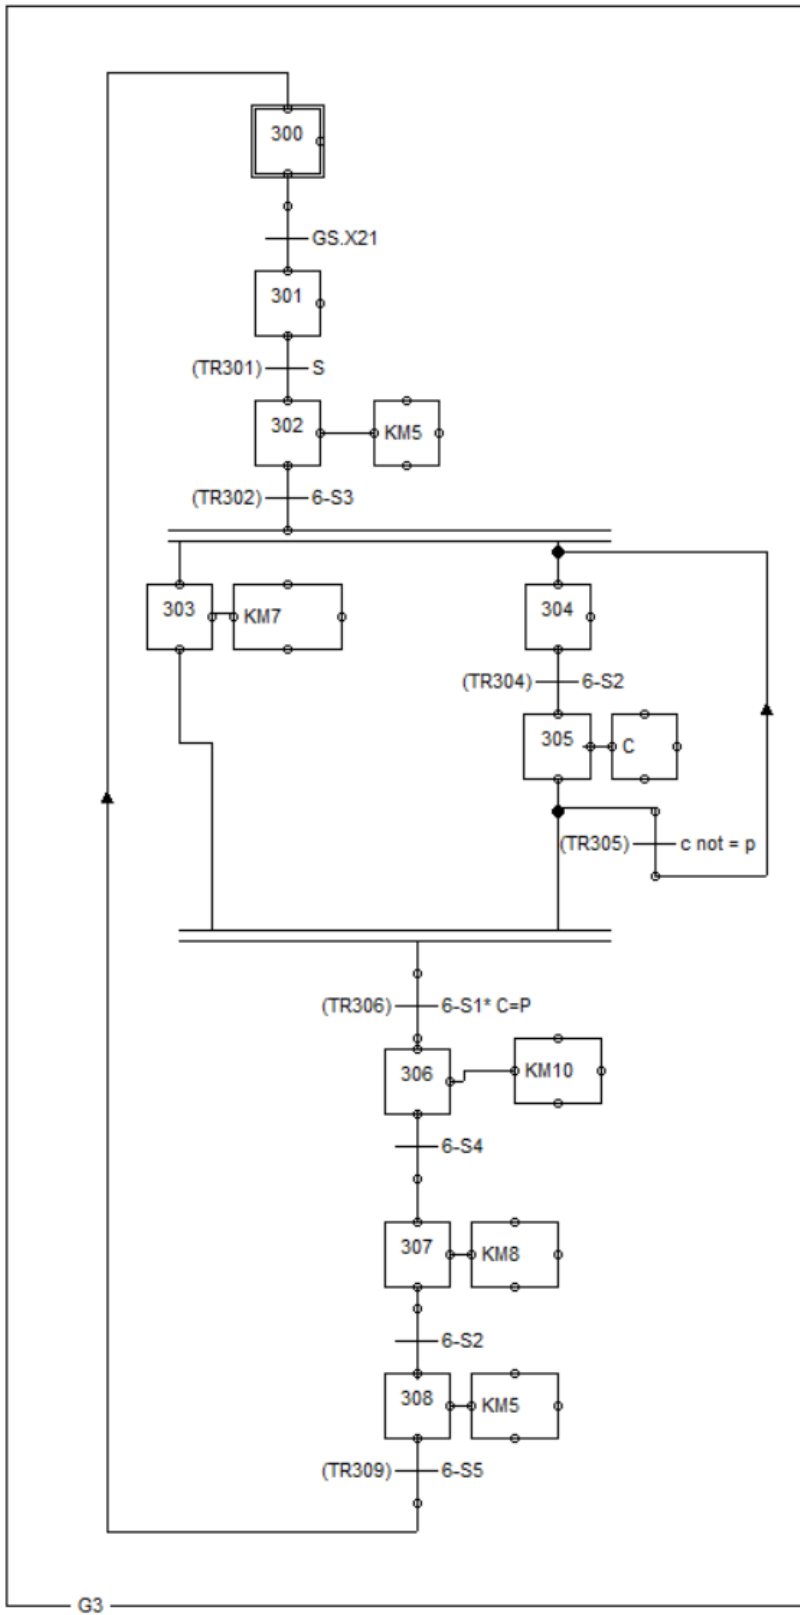 300
GS.X21
301
(TR301) S
302 KM5
(TR302) 6-S3
303 KM7 304
(TR304) 6-S2
305 C
(TR305) c not = p
(TR306) 6-S1* C=P
306 KM10
6-S4
307 KM8
6-S2
308 KM5
(TR309) 6-S5
G3